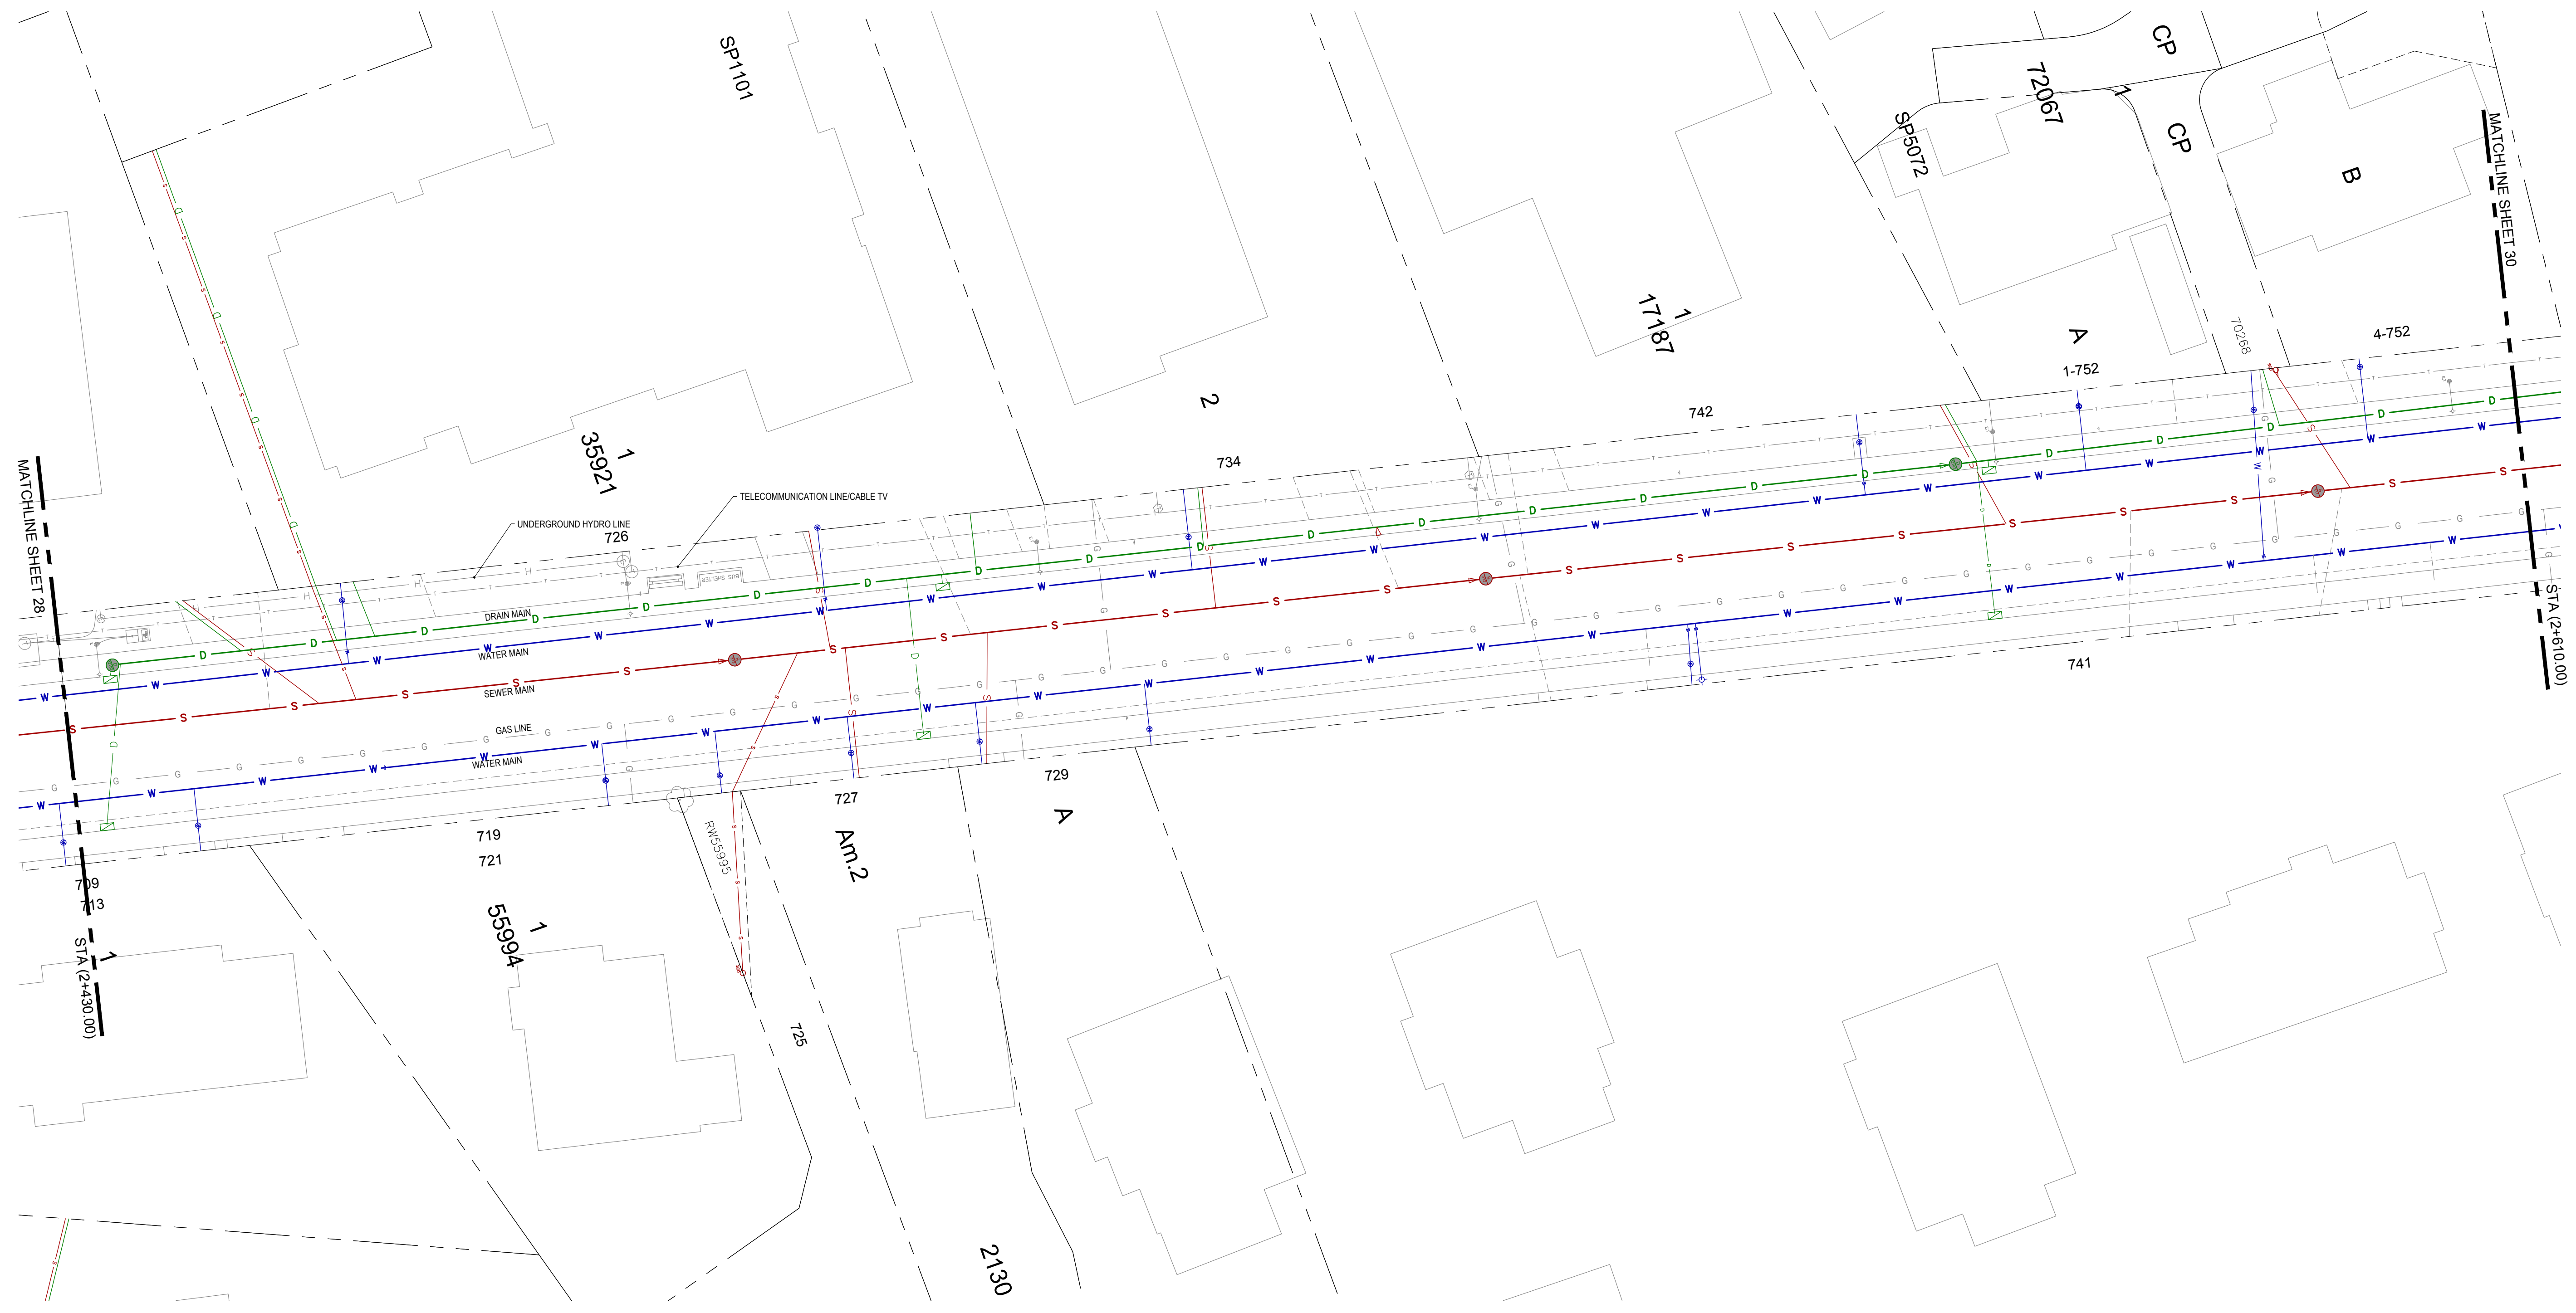 SP1101
CP
72067
1
SP5072
CP
B
MATCHLINE SHEET 30
1
17187
2
A
70268
4-752
1-752
742
734
1
35921
TELECOMMUNICATION LINE/CABLE TV
UNDERGROUND HYDRO LINE
726
BUS SHELTER
MATCHLINE SHEET 28
DRAIN MAIN
WATER MAIN
SEWER MAIN
GAS LINE
WATER MAIN
STA (2+610.00)
741
729
727
A
Am.2
RW55995
719
721
709
713
1
STA (2+430.00)
1
55994
725
2130